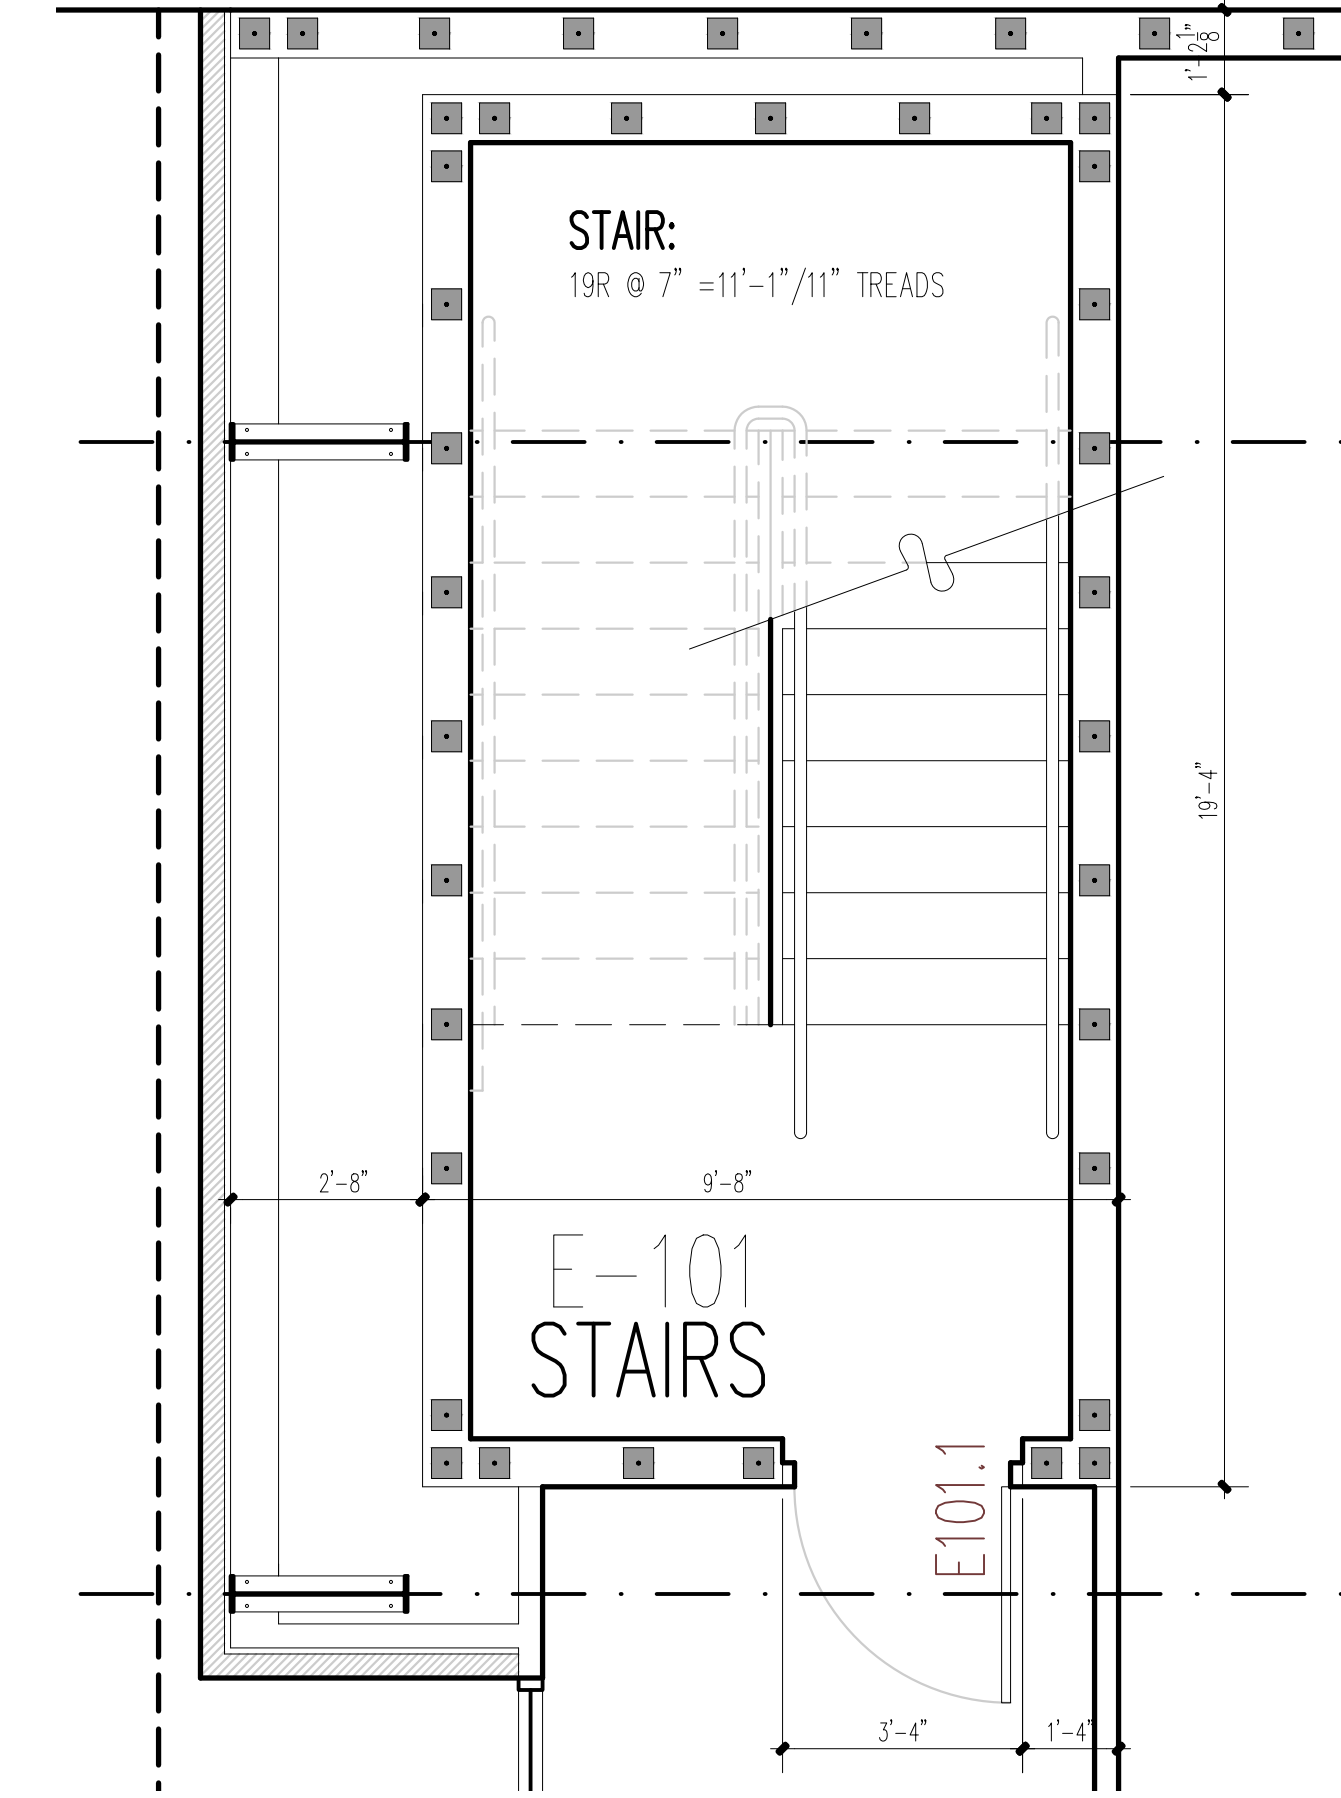 1'-2 1/8"
STAIR:
19R @ 7" =11'-1"/11" TREADS
19'-4"
2'-8"
9'-8"
E-101
STAIRS
E101.1
3'-4"
1'-4"